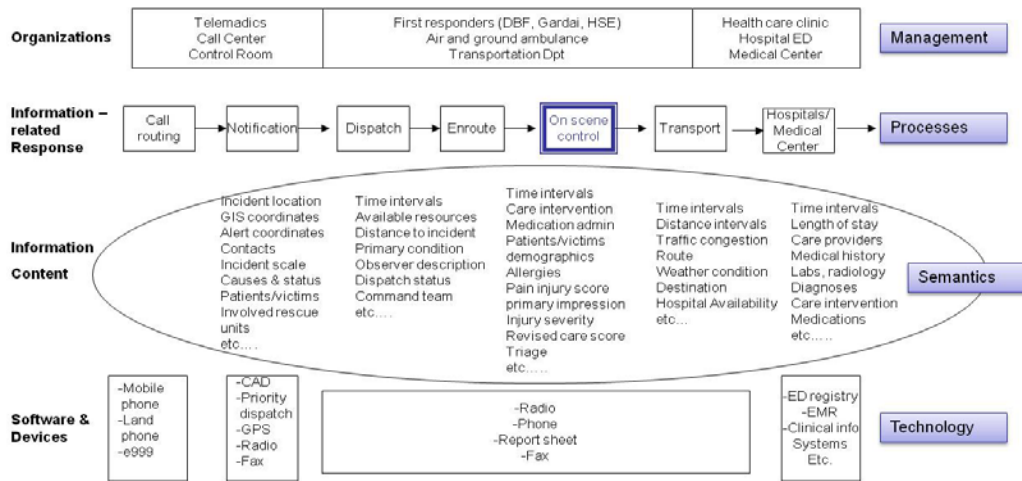 Organizations
Telemadics
Call Center
Control Room
First responders (DBF, Gardai, HSE)
Air and ground ambulance
Transportation Dpt
Health care clinic
Hospital ED
Medical Center
Management
Information –
related
Response
Call
routing
Notification
Dispatch
Enroute
On scene
control
Transport
Hospitals/
Medical
Center
Processes
Information
Content
Incident location
GIS coordinates
Alert coordinates
Contacts
Incident scale
Causes & status
Patients/victims
Involved rescue
units
etc.....
Time intervals
Available resources
Distance to incident
Primary condition
Observer description
Dispatch status
Command team
etc.....
Time intervals
Care intervention
Medication admin
Patients/victims
demographics
Allergies
Pain injury score
primary impression
Injury severity
Revised care score
Triage
etc.....
Time intervals
Distance intervals
Traffic congestion
Route
Weather condition
Destination
Hospital Availability
etc...
Time intervals
Length of stay
Care providers
Medical history
Labs, radiology
Diagnoses
Care intervention
Medications
etc.....
Semantics
Software &
Devices
-Mobile
phone
-Land
phone
-e999
-CAD
-Priority
dispatch
-GPS
-Radio
-Fax
-Radio
-Phone
-Report sheet
-Fax
-ED registry
-EMR
-Clinical info
Systems
Etc.
Technology